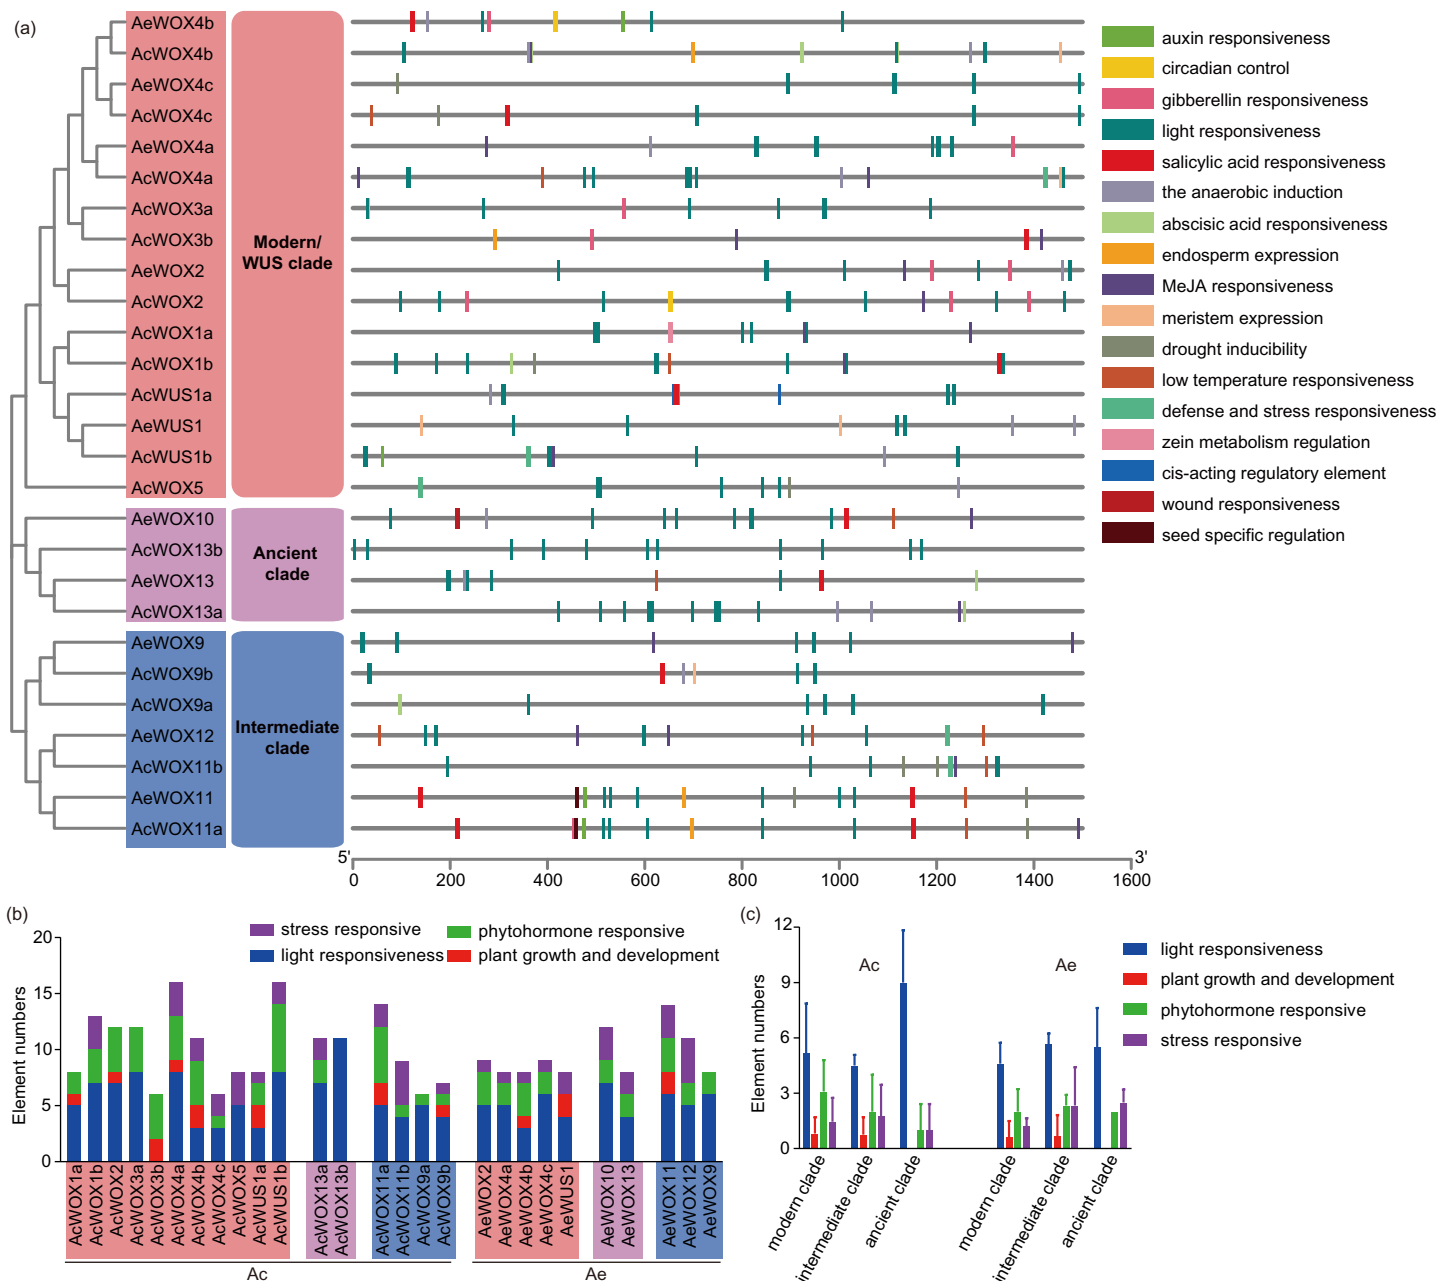 (a)
AeWOX4b
AcWOX4b
AeWOX4c
AcWOX4c
AeWOX4a
AcWOX4a
AcWOX3a
AcWOX3b
AeWOX2
AcWOX2
AcWOX1a
AcWOX1b
AcWUS1a
AeWUS1
AcWUS1b
AcWOX5
AeWOX10
AcWOX13b
AeWOX13
AcWOX13a
AeWOX9
AcWOX9b
AcWOX9a
AeWOX12
AcWOX11b
AeWOX11
AcWOX11a
Modern/
WUS clade
Ancient
clade
Intermediate
clade
auxin responsiveness
circadian control
gibberellin responsiveness
light responsiveness
salicylic acid responsiveness
the anaerobic induction
abscisic acid responsiveness
endosperm expression
MeJA responsiveness
meristem expression
drought inducibility
low temperature responsiveness
defense and stress responsiveness
zein metabolism regulation
cis-acting regulatory element
wound responsiveness
seed specific regulation
5' 3'
0 200 400 600 800 1000 1200 1400 1600
(b)
stress responsive
phytohormone responsive
light responsiveness
plant growth and development
Element numbers
20
15
10
5
0
AcWOX1a
AcWOX1b
AcWOX2
AcWOX3a
AcWOX3b
AcWOX4a
AcWOX4b
AcWOX4c
AcWOX5
AcWUS1a
AcWUS1b
AcWOX13a
AcWOX13b
AcWOX11a
AcWOX11b
AcWOX9a
AcWOX9b
AeWOX2
AeWOX4a
AeWOX4b
AeWOX4c
AeWUS1
AeWOX10
AeWOX13
AeWOX11
AeWOX12
AeWOX9
Ac
Ae
(c)
Element numbers
12
9
6
3
0
Ac
Ae
modern clade
intermediate clade
ancient clade
modern clade
intermediate clade
ancient clade
light responsiveness
plant growth and development
phytohormone responsive
stress responsive